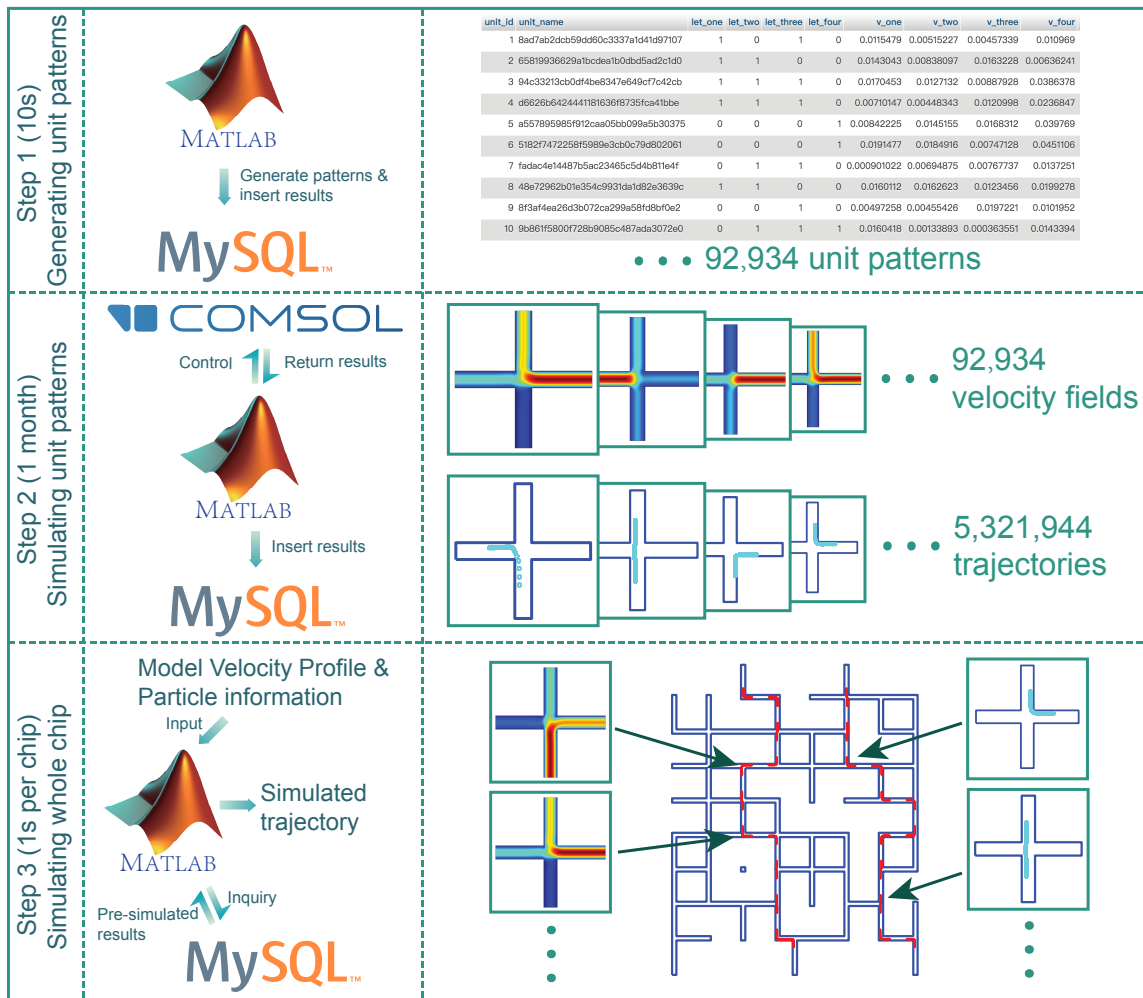 Step 1 (10s)
Generating unit patterns
MATLAB
Generate patterns &
insert results
MySQL™
unit_id unit_name let_one let_two let_three let_four v_one v_two v_three v_four
1 8ad7ab2dcb59dd60c3337a1d41d97107 1 0 1 0 0.0115479 0.00515227 0.00457339 0.010969
2 65819936629a1bcdea1b0dbd5ad2c1d0 1 1 0 0 0.0143043 0.00838097 0.0163228 0.00636241
3 94c33213cb0df4be8347e649cf7c42cb 1 1 1 0 0.0170453 0.0127132 0.00887928 0.0386378
4 d6626b6424441181636f8735fca41bbe 1 1 1 0 0.00710147 0.00448343 0.0120998 0.0236847
5 a557895985f912caa05bb099a5b30375 0 0 0 1 0.00842225 0.0145155 0.0168312 0.039769
6 5182f7472258f5989e3cb0c79d802061 0 0 0 1 0.0191477 0.0184916 0.00747128 0.0451106
7 fadac4e14487b5ac23465c5d4b811e4f 0 1 1 0 0.000901022 0.00694875 0.00767737 0.0137251
8 48e72962b01e354c9931da1d82e3639c 1 1 0 0 0.0160112 0.0162623 0.0123456 0.0199278
9 8f3af4ea26d3b072ca299a58fd8bf0e2 0 0 1 0 0.00497258 0.00455426 0.0197221 0.0101952
10 9b861f5800f728b9085c487ada3072e0 0 1 1 1 0.0160418 0.00133893 0.000363551 0.0143394
• • • 92,934 unit patterns
Step 2 (1 month)
Simulating unit patterns
COMSOL
Control
Return results
MATLAB
Insert results
MySQL™
• • • 92,934
velocity fields
• • • 5,321,944
trajectories
Step 3 (1s per chip)
Simulating whole chip
Model Velocity Profile &
Particle information
Input
MATLAB
Simulated
trajectory
Inquiry
Pre-simulated
results
MySQL™